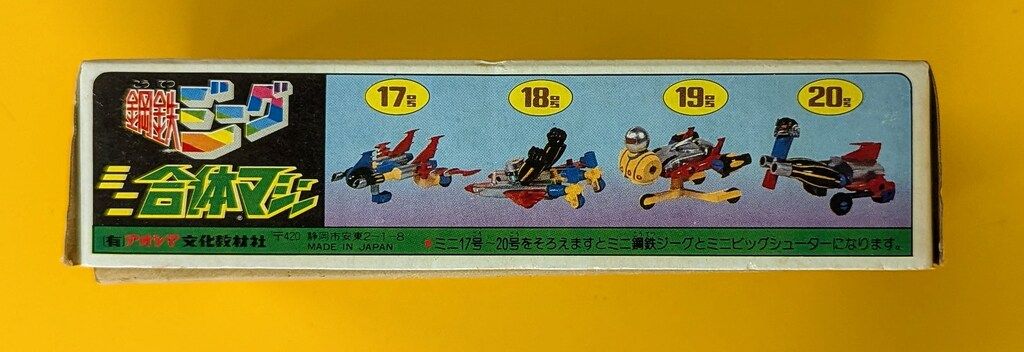 こうてつ
鋼鉄ジーグ
ミニ合体マシン®
17号
18号
19号
20号
(有)アオシマ文化教材社 〒420 静岡市安東2-1-8
MADE IN JAPAN
●ミニ17号~20号をそろえますとミニ鋼鉄ジーグとミニビッグシューターになります。